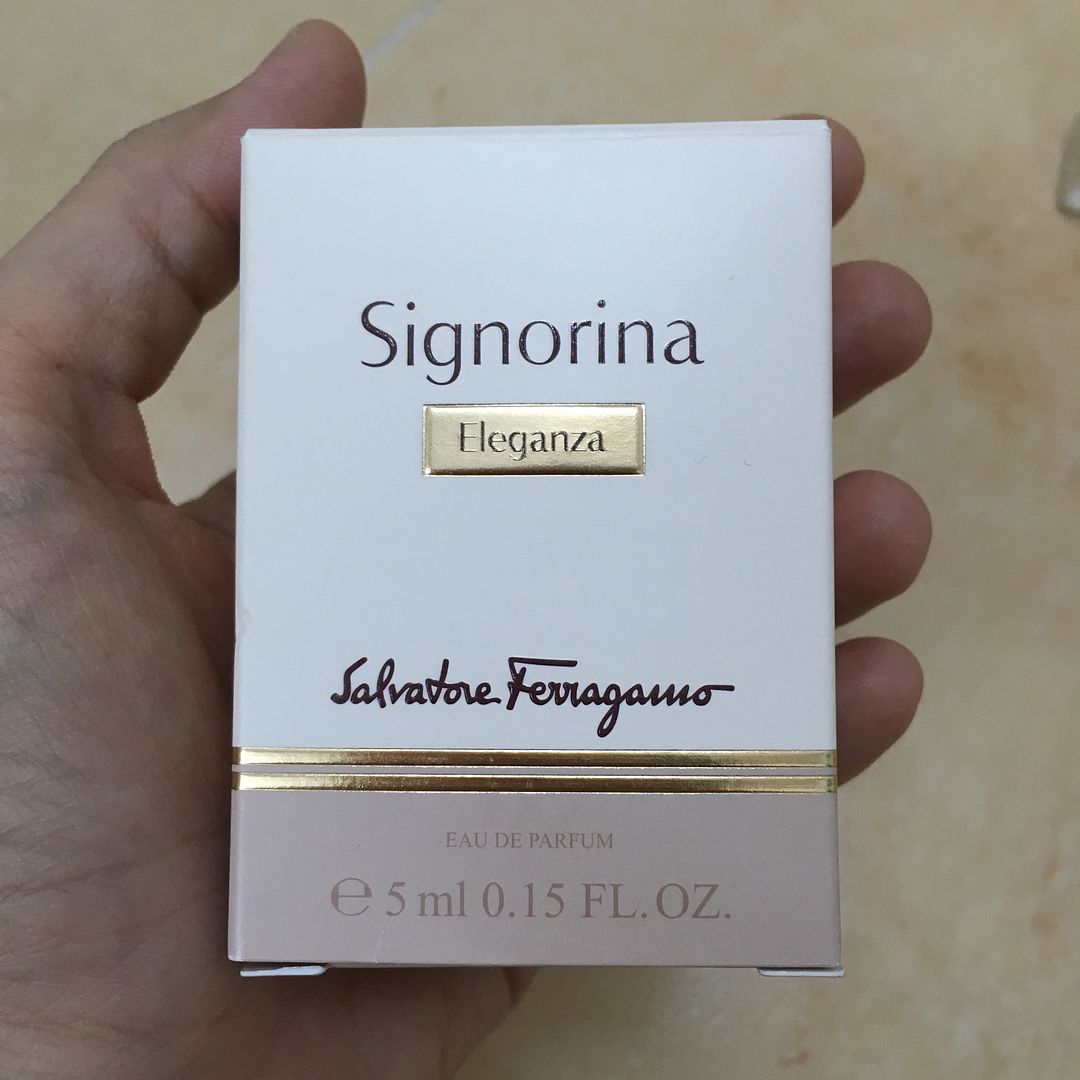 Signorina
Eleganza
Salvatore Ferragamo
EAU DE PARFUM
℮ 5 ml 0.15 FL.OZ.